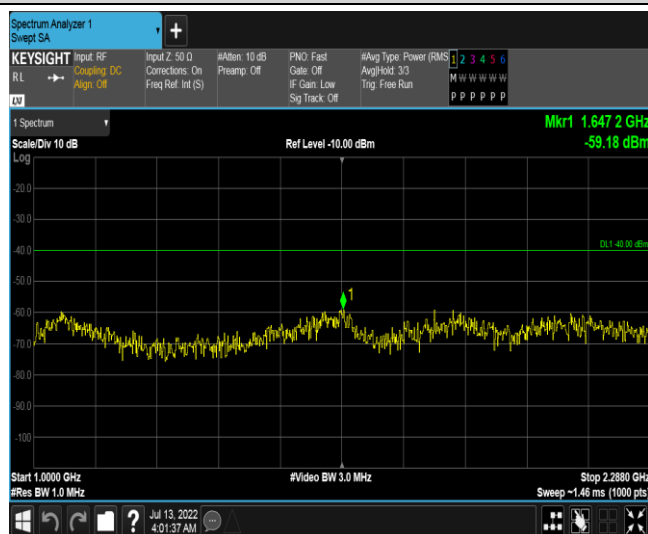 Spectrum Analyzer 1
Swept SA
+
KEYSIGHT
RL
LXI
Input: RF
Coupling: DC
Align: Off
Input Z: 50 Ω
Corrections: On
Freq Ref: Int (S)
#Atten: 10 dB
Preamp: Off
PNO: Fast
Gate: Off
IF Gain: Low
Sig Track: Off
#Avg Type: Power (RMS
Avg|Hold: 3/3
Trig: Free Run
1 2 3 4 5 6
M W W W W W
P P P P P P
1 Spectrum
Scale/Div 10 dB
Ref Level -10.00 dBm
Mkr1 1.647 2 GHz
-59.18 dBm
Log
-20.0
-30.0
-40.0
DL1 -40.00 dBm
-50.0
1
-60.0
-70.0
-80.0
-90.0
-100
Start 1.0000 GHz
#Video BW 3.0 MHz
Stop 2.2880 GHz
#Res BW 1.0 MHz
Sweep ~1.46 ms (1000 pts)
?
Jul 13, 2022
4:01:37 AM